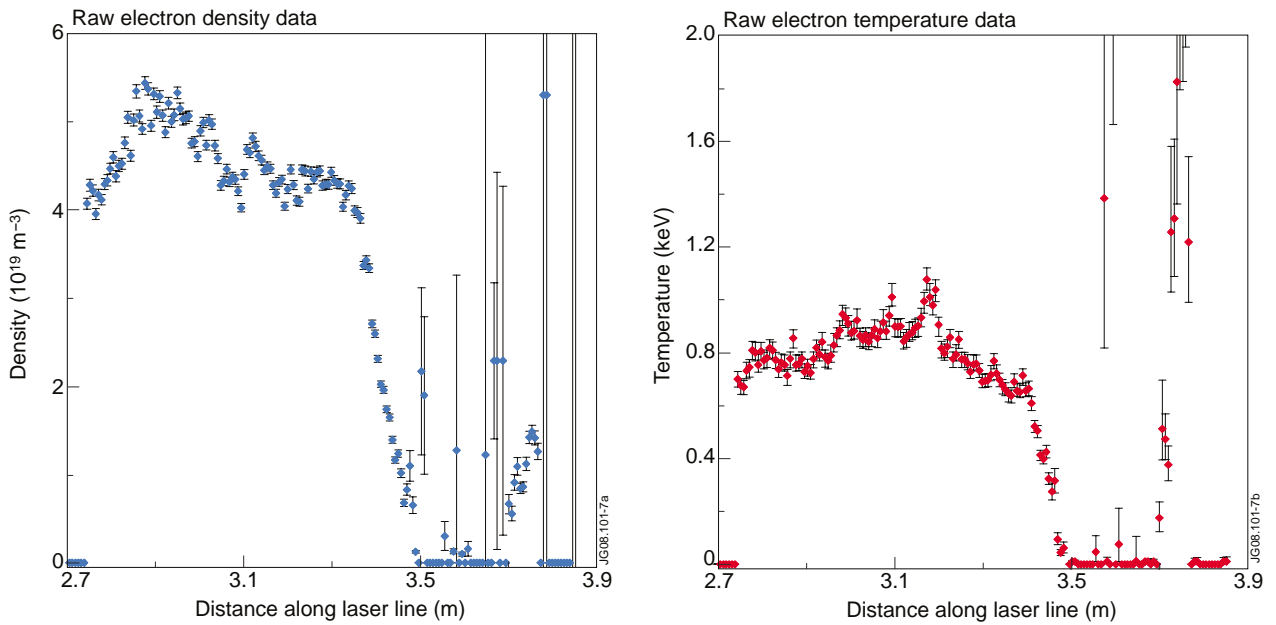 Raw electron density data
6
4
2
0
Density (10¹⁹ m⁻³)
2.7 3.1 3.5 3.9
Distance along laser line (m)
JG08.101-7a
Raw electron temperature data
2.0
1.6
1.2
0.8
0.4
0
Temperature (keV)
2.7 3.1 3.5 3.9
Distance along laser line (m)
JG08.101-7b